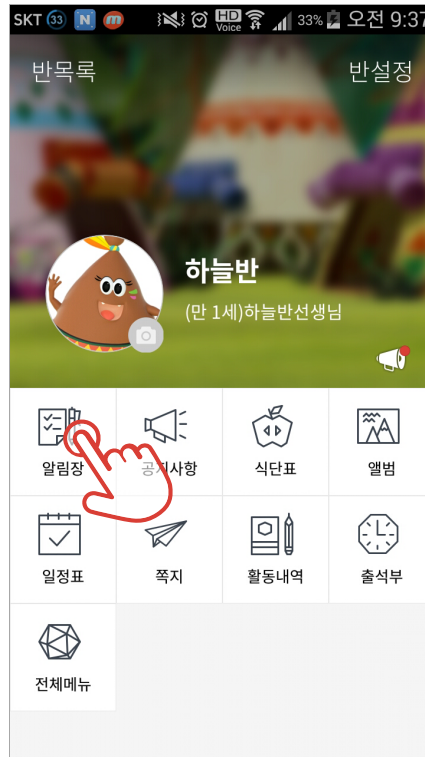 SKT 33 N HD Voice 33% 오전 9:37
반목록 반설정
하늘반
(만 1세)하늘반선생님
알림장 공지사항 식단표 앨범
일정표 쪽지 활동내역 출석부
전체메뉴